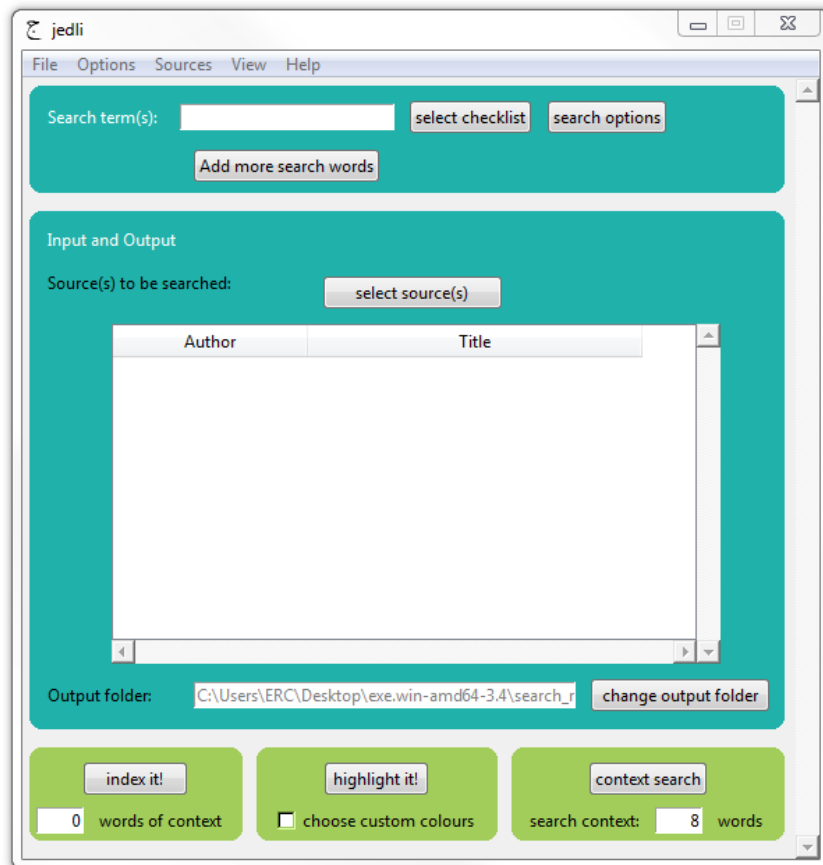 ج jedli
File Options Sources View Help
Search term(s): select checklist search options
Add more search words
Input and Output
Source(s) to be searched: select source(s)
Author Title
Output folder: C:\Users\ERC\Desktop\exe.win-amd64-3.4\search_r change output folder
index it! highlight it! context search
0 words of context choose custom colours search context: 8 words